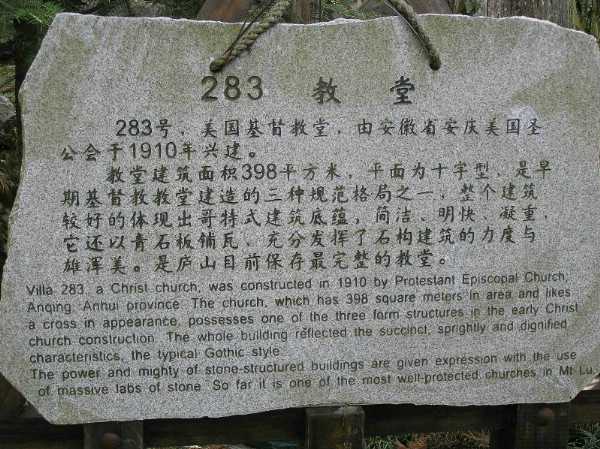 283 教 堂
283号，美国基督教堂，由安徽省安庆美国圣
公会于1910年兴建。
教堂建筑面积398平方米，平面为十字型，是早
期基督教教堂建造的三种规范格局之一，整个建筑
较好的体现出哥特式建筑底蕴，简洁、明快、凝重，
它还以青石板铺瓦，充分发挥了石构建筑的力度与
雄浑美。是庐山目前保存最完整的教堂。
Villa 283, a Christ church, was constructed in 1910 by Protestant Episcopal Church,
Anqing, Anhui province. The church, which has 398 square meters in area and likes
a cross in appearance, possesses one of the three form structures in the early Christ
church construction. The whole building reflected the succinct, sprightly and dignified
characteristics, the typical Gothic style.
The power and mighty of stone-structured buildings are given expression with the use
of massive labs of stone. So far it is one of the most well-protected churches in Mt Lu.